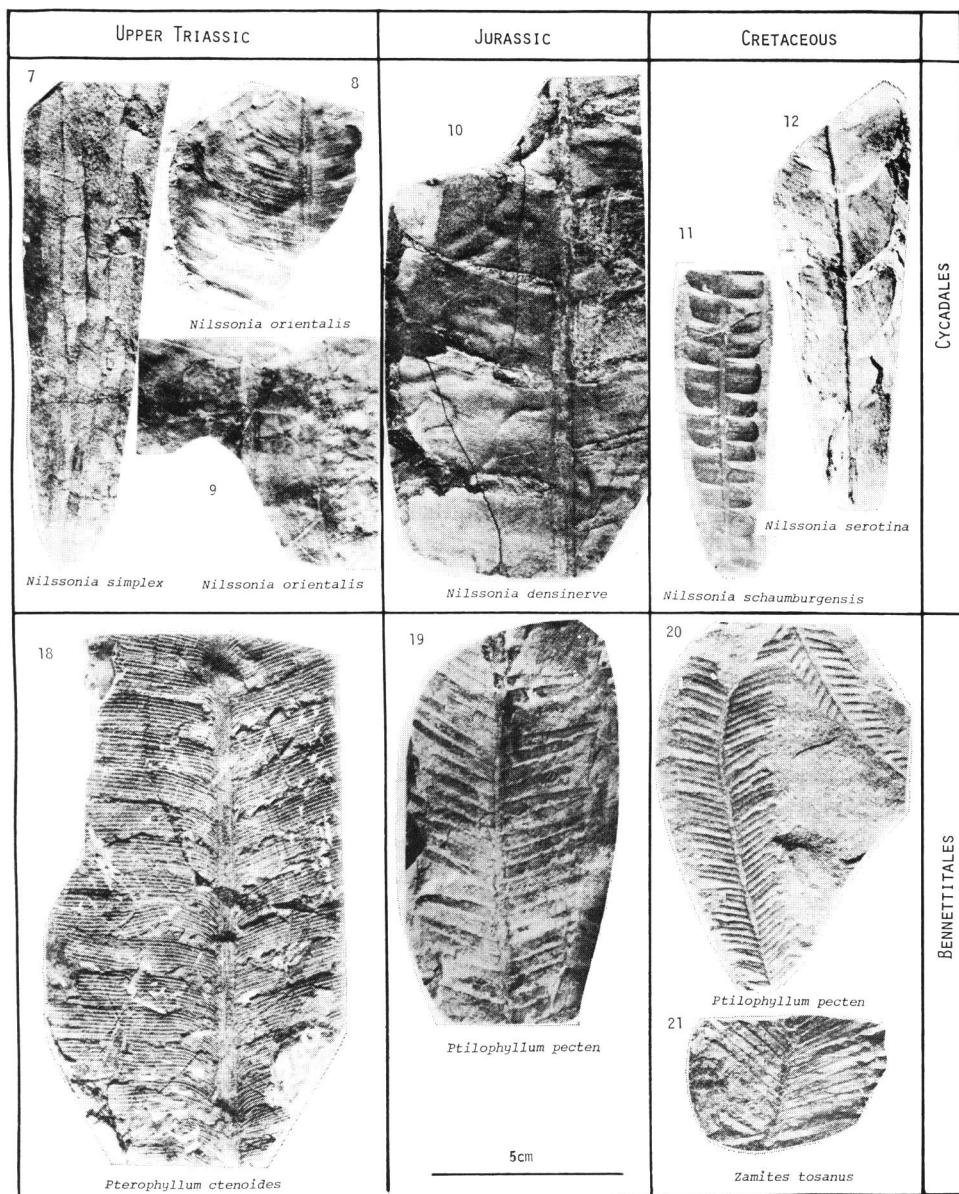 UPPER TRIASSIC
JURASSIC
CRETACEOUS
7
8
Nilssonia orientalis
9
Nilssonia simplex
Nilssonia orientalis
10
Nilssonia densinerve
11
12
Nilssonia serotina
Nilssonia schaumburgensis
CYCADALES
18
Pterophyllum ctenoides
19
Ptilophyllum pecten
5cm
20
Ptilophyllum pecten
21
Zamites tosanus
BENNETTITALES